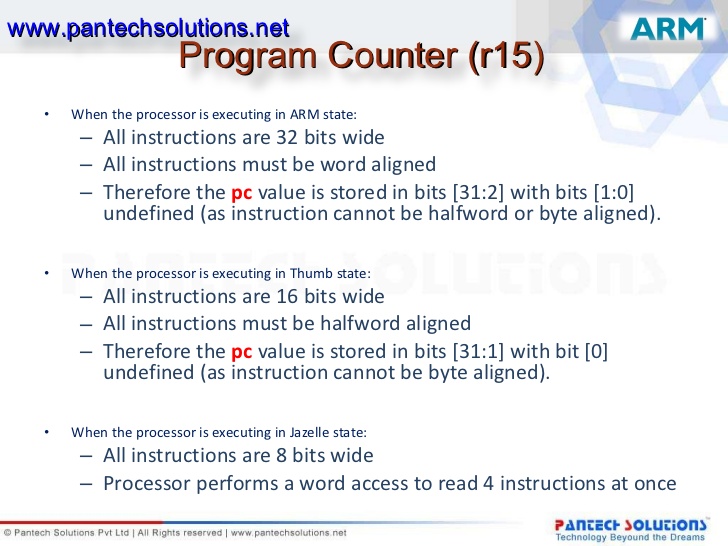 www.pantechsolutions.net
ARM
Program Counter (r15)
• When the processor is executing in ARM state:
– All instructions are 32 bits wide
– All instructions must be word aligned
– Therefore the pc value is stored in bits [31:2] with bits [1:0]
undefined (as instruction cannot be halfword or byte aligned).
PANTECH SOLUTIONS
• When the processor is executing in Thumb state:
– All instructions are 16 bits wide
– All instructions must be halfword aligned
– Therefore the pc value is stored in bits [31:1] with bit [0]
undefined (as instruction cannot be byte aligned).
• When the processor is executing in Jazelle state:
– All instructions are 8 bits wide
– Processor performs a word access to read 4 instructions at once
© Pantech Solutions Pvt Ltd | All Rights reserved | www.pantechsolutions.net
PANTECH SOLUTIONS
Technology Beyound the Dreams